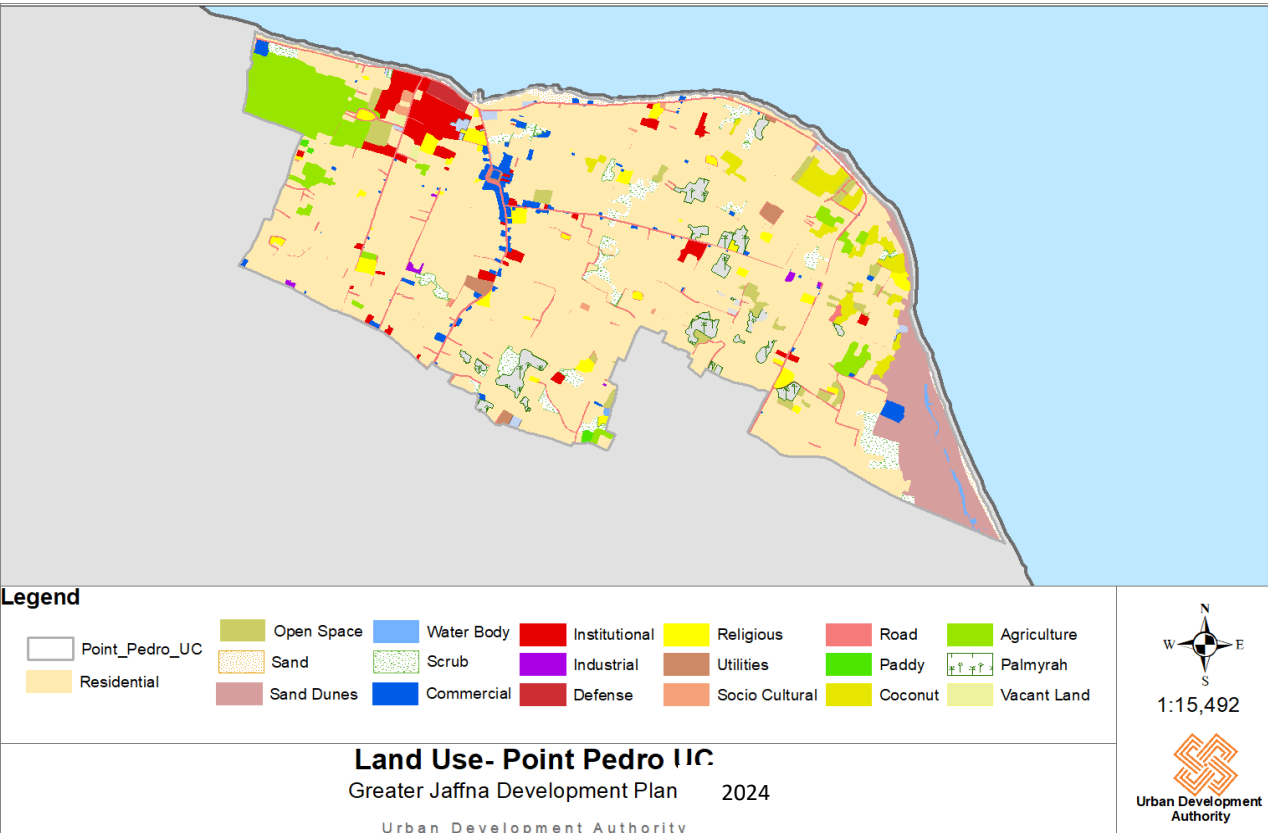 Legend
Point_Pedro_UC
Residential
Open Space
Sand
Sand Dunes
Water Body
Scrub
Commercial
Institutional
Industrial
Defense
Religious
Utilities
Socio Cultural
Road
Paddy
Coconut
Agriculture
Palmyrah
Vacant Land
N
W E
S
1:15,492
Urban Development
Authority
Land Use- Point Pedro UC
Greater Jaffna Development Plan 2024
Urban Development Authority